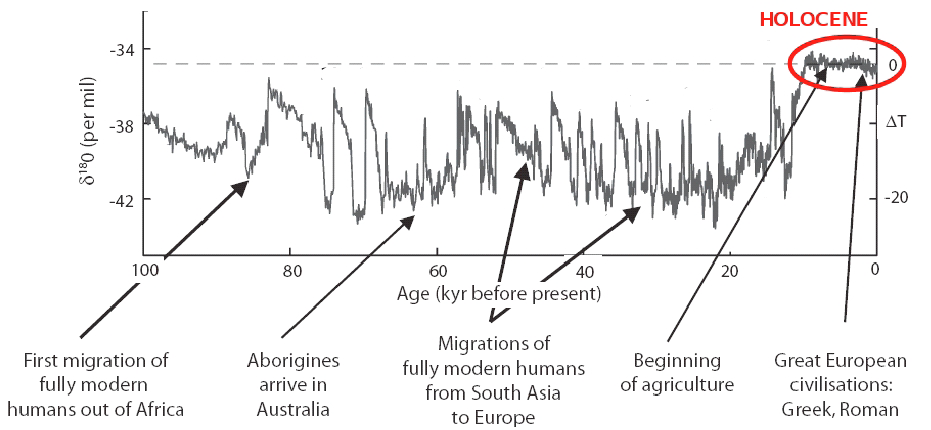 HOLOCENE
-34
-38
-42
δ¹⁸0 (per mil)
0
ΔT
-20
100
80
60
40
20
0
Age (kyr before present)
First migration of
fully modern
humans out of Africa
Aborigines
arrive in
Australia
Migrations of
fully modern humans
from South Asia
to Europe
Beginning
of agriculture
Great European
civilisations:
Greek, Roman